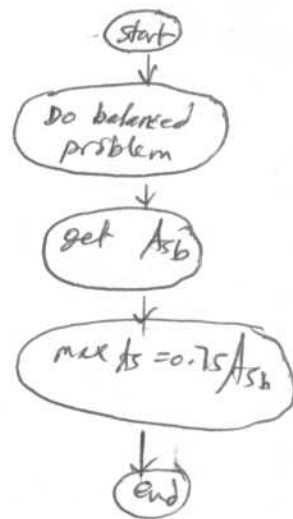 start
Do balanced
problem
get Asb
max As = 0.75 Asb
end